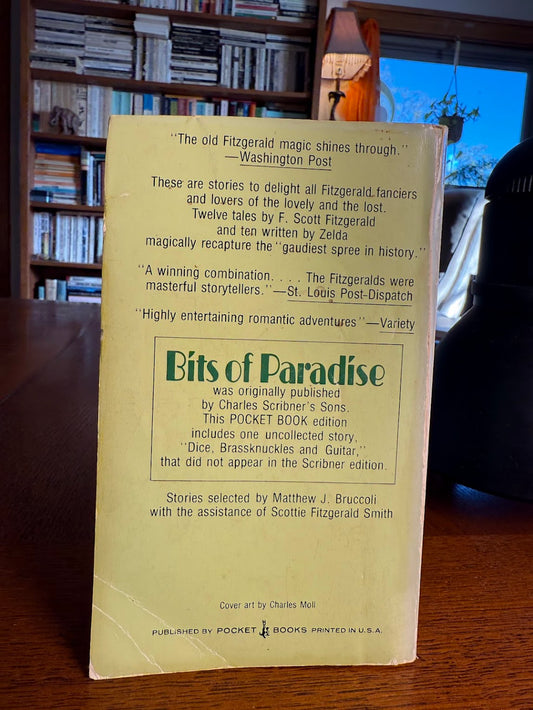 "The old Fitzgerald magic shines through."
—Washington Post
These are stories to delight all Fitzgerald fanciers
and lovers of the lovely and the lost.
Twelve tales by F. Scott Fitzgerald
and ten written by Zelda
magically recapture the "gaudiest spree in history."
"A winning combination. . . . The Fitzgeralds were
masterful storytellers."—St. Louis Post-Dispatch
"Highly entertaining romantic adventures"—Variety
Bits of Paradise
was originally published
by Charles Scribner's Sons.
This POCKET BOOK edition
includes one uncollected story,
"Dice, Brassknuckles and Guitar,"
that did not appear in the Scribner edition.
Stories selected by Matthew J. Bruccoli
with the assistance of Scottie Fitzgerald Smith
Cover art by Charles Moll
PUBLISHED BY POCKET BOOKS PRINTED IN U.S.A.